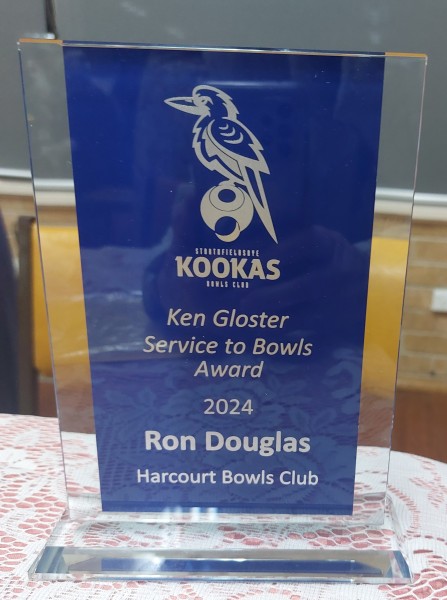 STRATHFIELDSAYE
KOOKAS
BOWLS CLUB
Ken Gloster
Service to Bowls
Award
2024
Ron Douglas
Harcourt Bowls Club